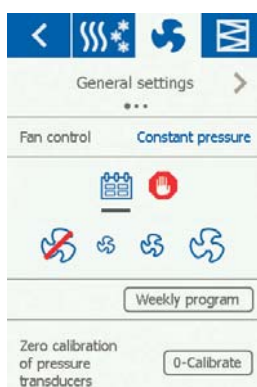 General settings
Fan control Constant pressure
Weekly program
Zero calibration
of pressure 0-Calibrate
transducers